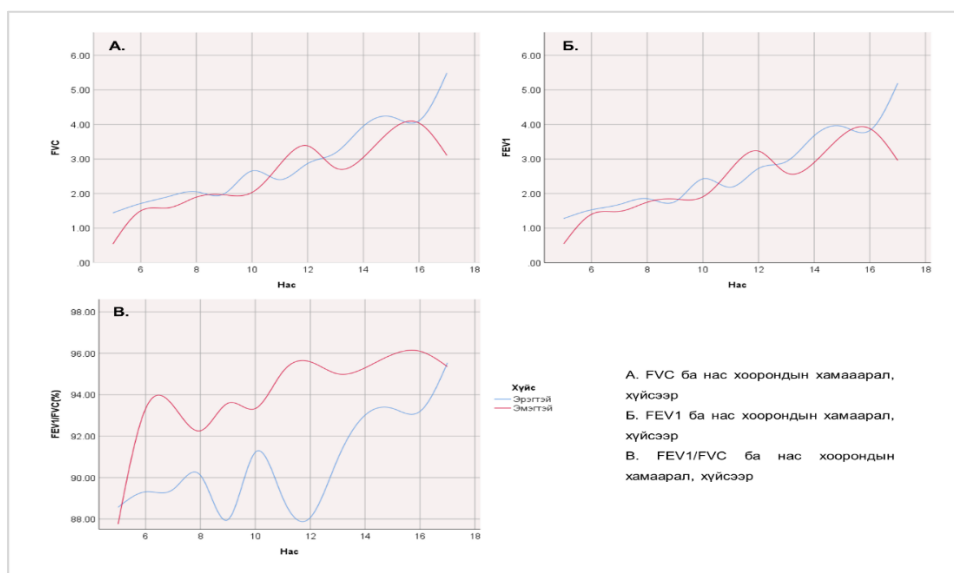 А.
FVC
6.00
5.00
4.00
3.00
2.00
1.00
.00
6 8 10 12 14 16 18
Нас
Б.
FEV1
6.00
5.00
4.00
3.00
2.00
1.00
.00
6 8 10 12 14 16 18
Нас
В.
FEV1/FVC(%)
98.00
96.00
94.00
92.00
90.00
88.00
6 8 10 12 14 16 18
Нас
Хүйс
Эрэгтэй
Эмэгтэй
А. FVC ба нас хоорондын хамааарал,
хүйсээр
Б. FEV1 ба нас хоорондын хамаарал,
хүйсээр
В. FEV1/FVC ба нас хоорондын
хамаарал, хүйсээр